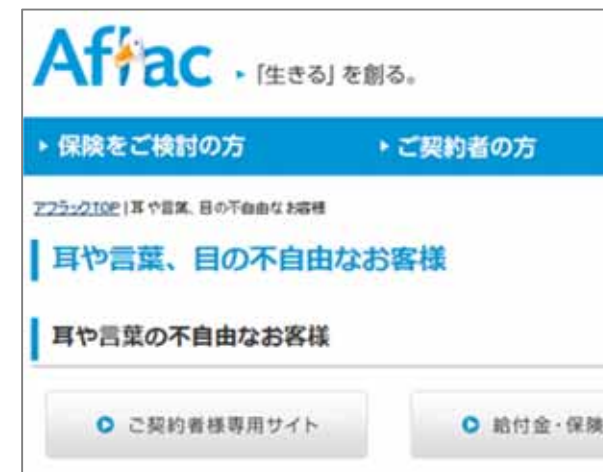 Aflac 「生きる」を創る。
保険をご検討の方 ご契約者の方
アフラックTOP | 耳や言葉、目の不自由なお客様
耳や言葉、目の不自由なお客様
耳や言葉の不自由なお客様
ご契約者様専用サイト 給付金・保険